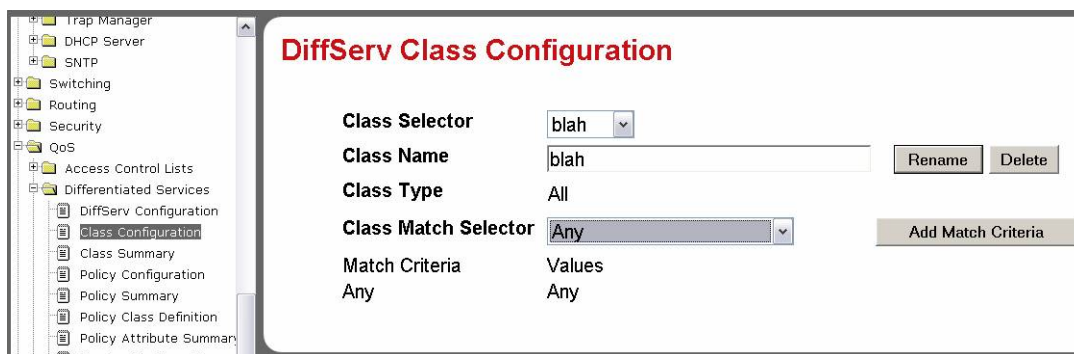 Trap Manager
DHCP Server
SNTP
Switching
Routing
Security
QoS
Access Control Lists
Differentiated Services
DiffServ Configuration
Class Configuration
Class Summary
Policy Configuration
Policy Summary
Policy Class Definition
Policy Attribute Summary
DiffServ Class Configuration
Class Selector blah
Class Name blah Rename Delete
Class Type All
Class Match Selector Any Add Match Criteria
Match Criteria Values
Any Any